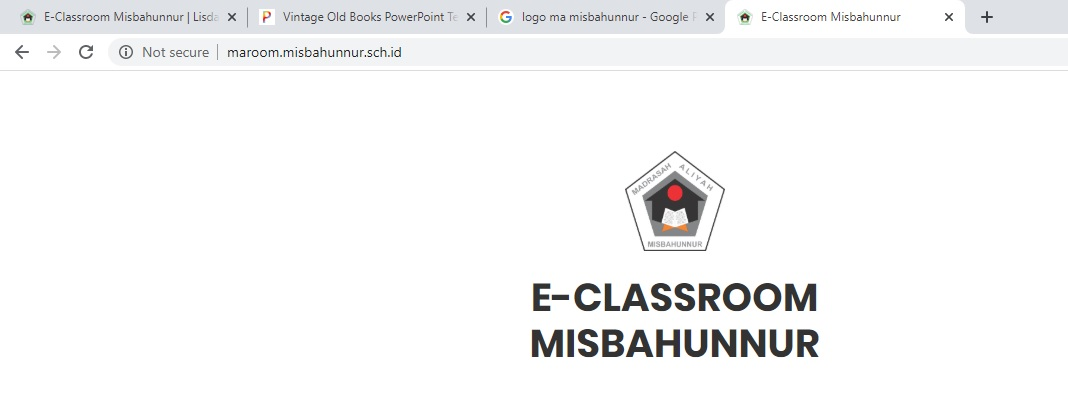 E-Classroom Misbahunnur | Lisda
Vintage Old Books PowerPoint Te
logo ma misbahunnur - Google P
E-Classroom Misbahunnur
Not secure
maroom.misbahunnur.sch.id
MADRASAH ALIYAH
MISBAHUNNUR
E-CLASSROOM
MISBAHUNNUR